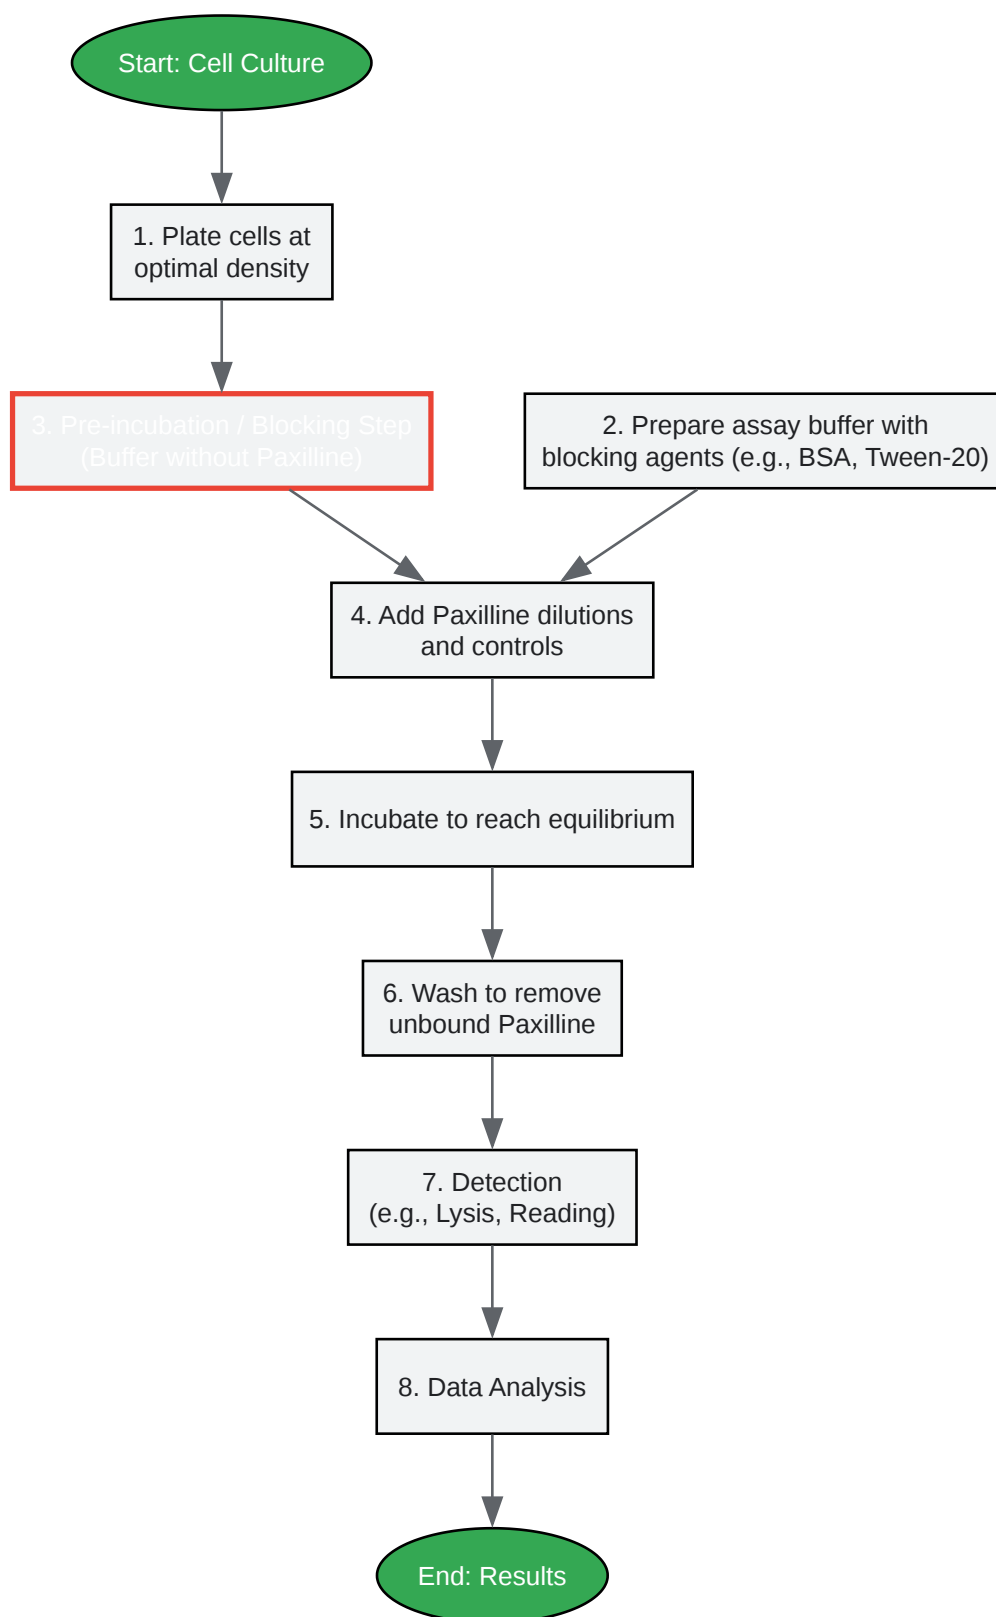 Start: Cell Culture
1. Plate cells at
optimal density
3. Pre-incubation / Blocking Step
(Buffer without Paxilline)
2. Prepare assay buffer with
blocking agents (e.g., BSA, Tween-20)
4. Add Paxilline dilutions
and controls
5. Incubate to reach equilibrium
6. Wash to remove
unbound Paxilline
7. Detection
(e.g., Lysis, Reading)
8. Data Analysis
End: Results